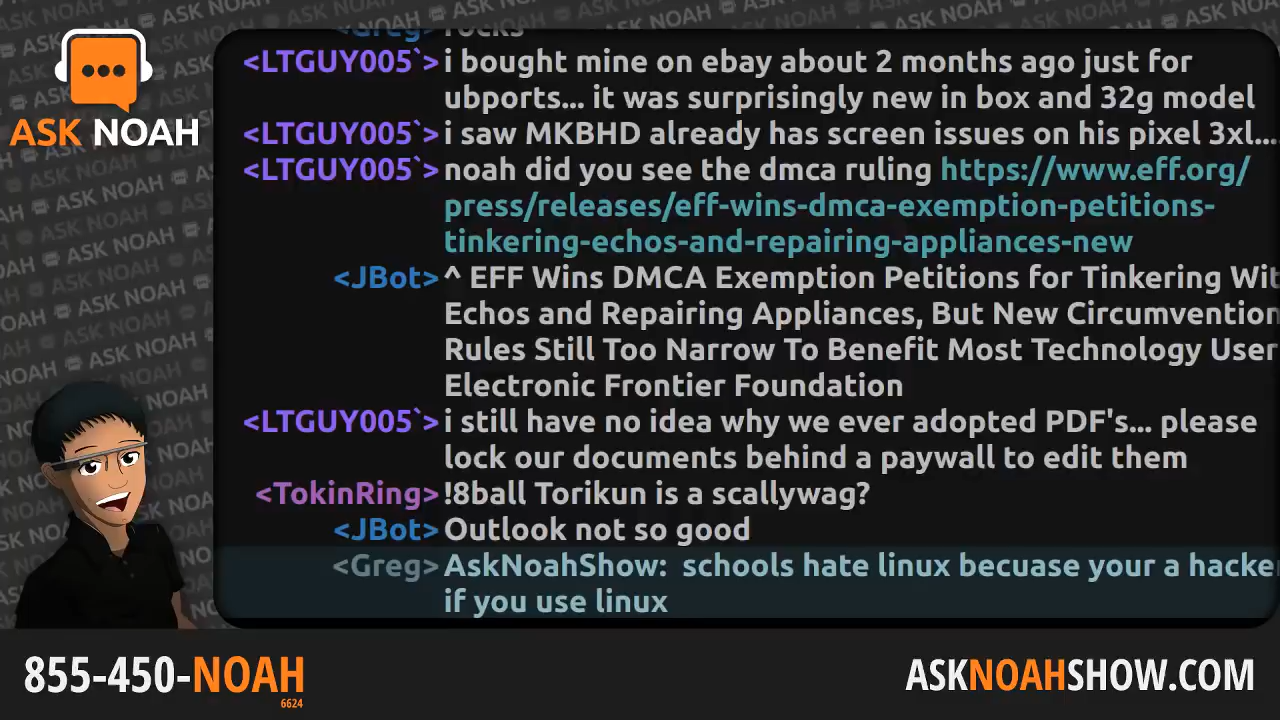 ASK NOAH
<Greg> rocks
<LTGUY005`> i bought mine on ebay about 2 months ago just for
ubports... it was surprisingly new in box and 32g model
<LTGUY005`> i saw MKBHD already has screen issues on his pixel 3xl...
<LTGUY005`> noah did you see the dmca ruling https://www.eff.org/
press/releases/eff-wins-dmca-exemption-petitions-
tinkering-echos-and-repairing-appliances-new
<JBot> ^ EFF Wins DMCA Exemption Petitions for Tinkering Wit
Echos and Repairing Appliances, But New Circumvention
Rules Still Too Narrow To Benefit Most Technology User
Electronic Frontier Foundation
<LTGUY005`> i still have no idea why we ever adopted PDF's... please
lock our documents behind a paywall to edit them
<TokinRing> !8ball Torikun is a scallywag?
<JBot> Outlook not so good
<Greg> AskNoahShow:  schools hate linux becuase your a hacke
if you use linux
855-450-NOAH
6624
ASKNOAHSHOW.COM